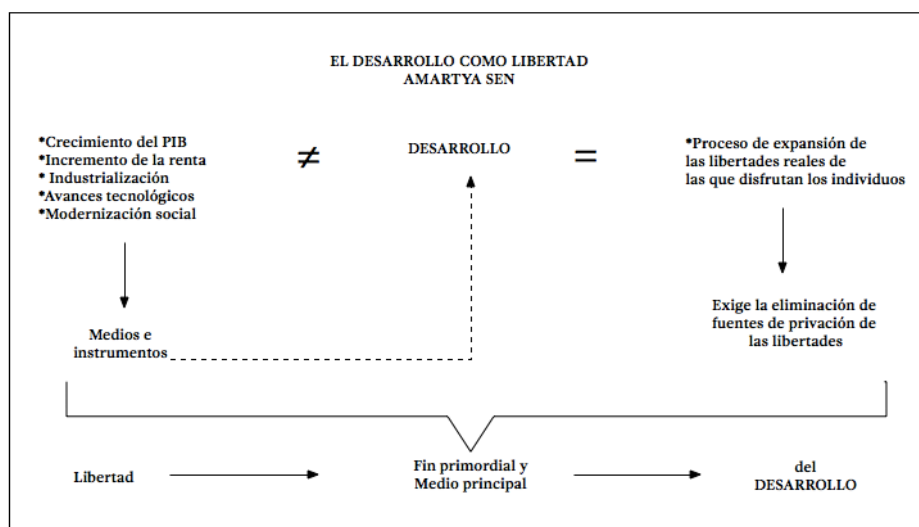 EL DESARROLLO COMO LIBERTAD
AMARTYA SEN
*Crecimiento del PIB
*Incremento de la renta
* Industrialización
*Avances tecnológicos
*Modernización social
≠
DESARROLLO
=
*Proceso de expansión de
las libertades reales de
las que disfrutan los individuos
Medios e
instrumentos
Exige la eliminación de
fuentes de privación de
las libertades
Libertad
Fin primordial y
Medio principal
del
DESARROLLO